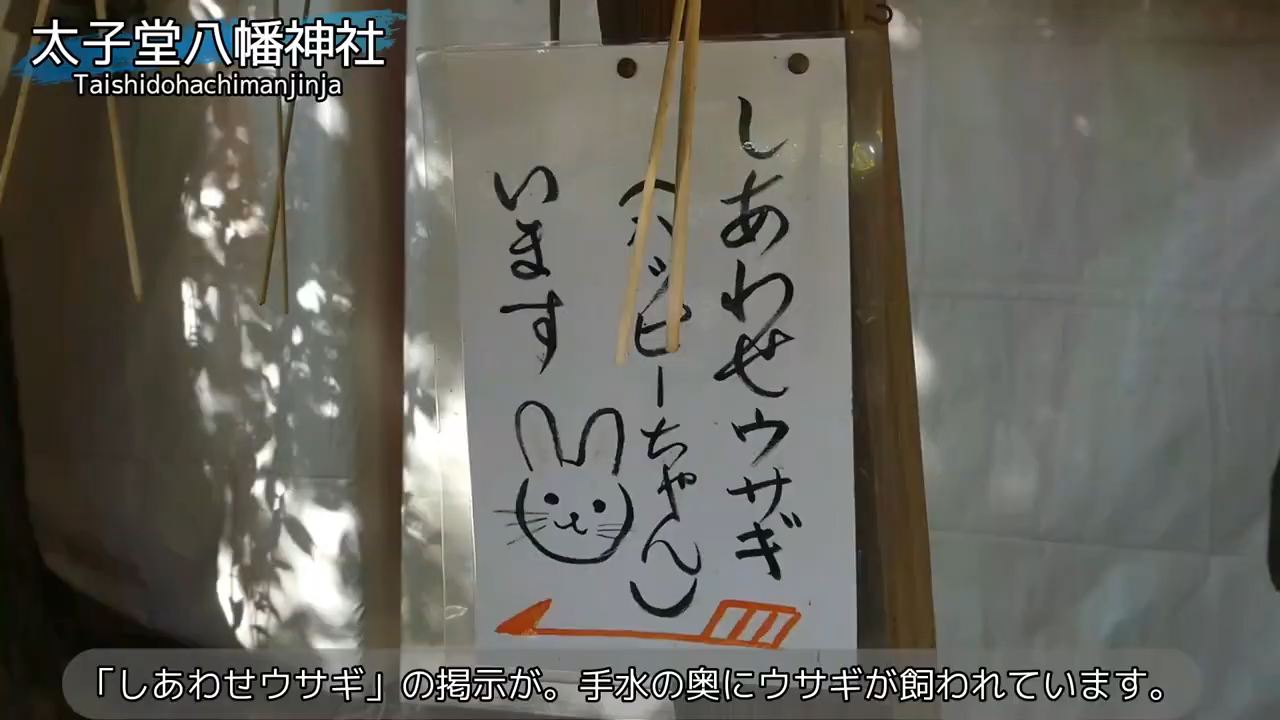 太子堂八幡神社
Taishidohachimanjinja
しあわせウサギ
(ハッピーちゃん)
います
「しあわせウサギ」の掲示が。手水の奥にウサギが飼われています。